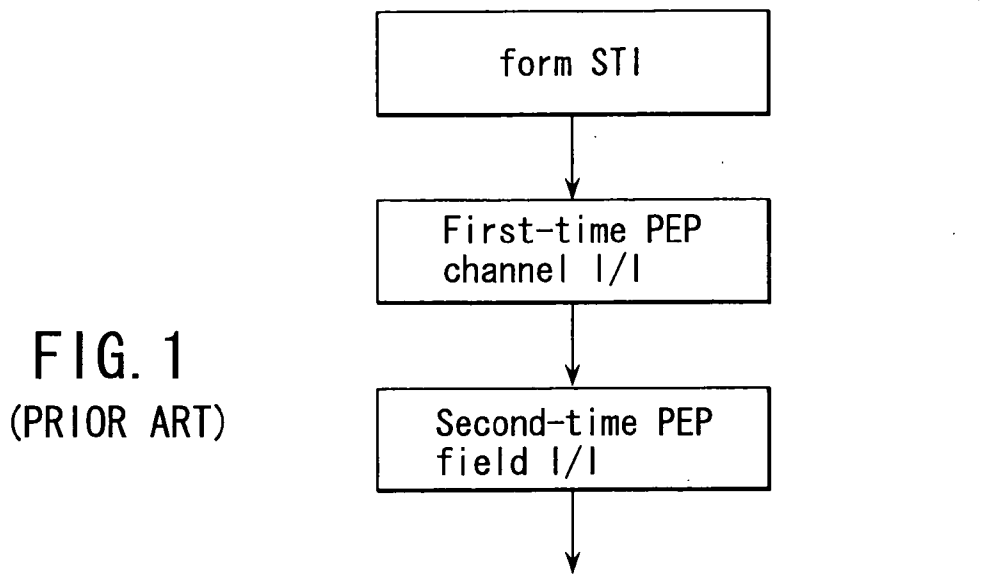 form STI
First-time PEP
channel I/I
Second-time PEP
field I/I
FIG. 1
(PRIOR ART)